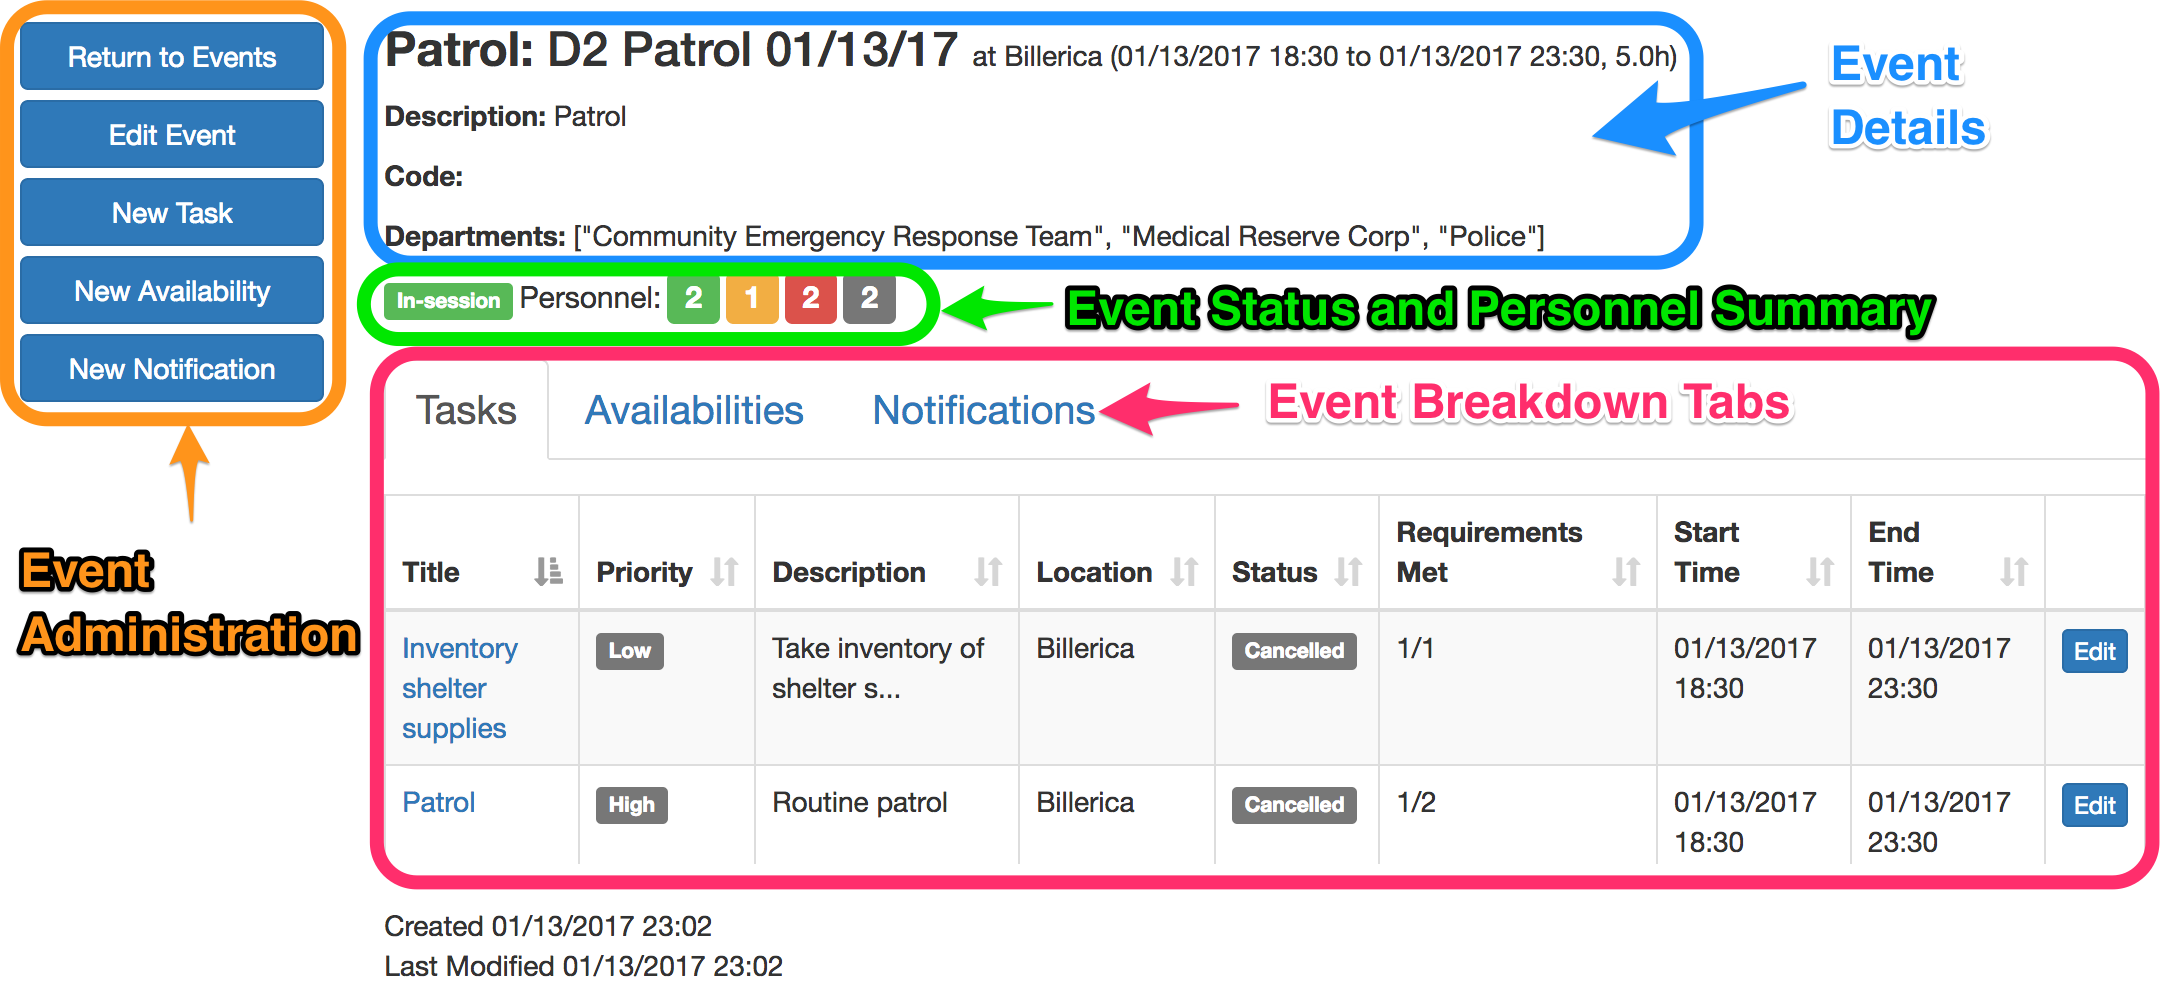 Return to Events
Edit Event
New Task
New Availability
New Notification
Event
Administration
Patrol: D2 Patrol 01/13/17 at Billerica (01/13/2017 18:30 to 01/13/2017 23:30, 5.0h)
Description: Patrol
Code:
Departments: ["Community Emergency Response Team", "Medical Reserve Corp", "Police"]
Event
Details
In-session Personnel: 2 1 2 2
Event Status and Personnel Summary
Tasks Availabilities Notifications
Event Breakdown Tabs
Title Priority Description Location Status Requirements Met Start Time End Time
Inventory shelter supplies Low Take inventory of shelter s... Billerica Cancelled 1/1 01/13/2017 18:30 01/13/2017 23:30 Edit
Patrol High Routine patrol Billerica Cancelled 1/2 01/13/2017 18:30 01/13/2017 23:30 Edit
Created 01/13/2017 23:02
Last Modified 01/13/2017 23:02